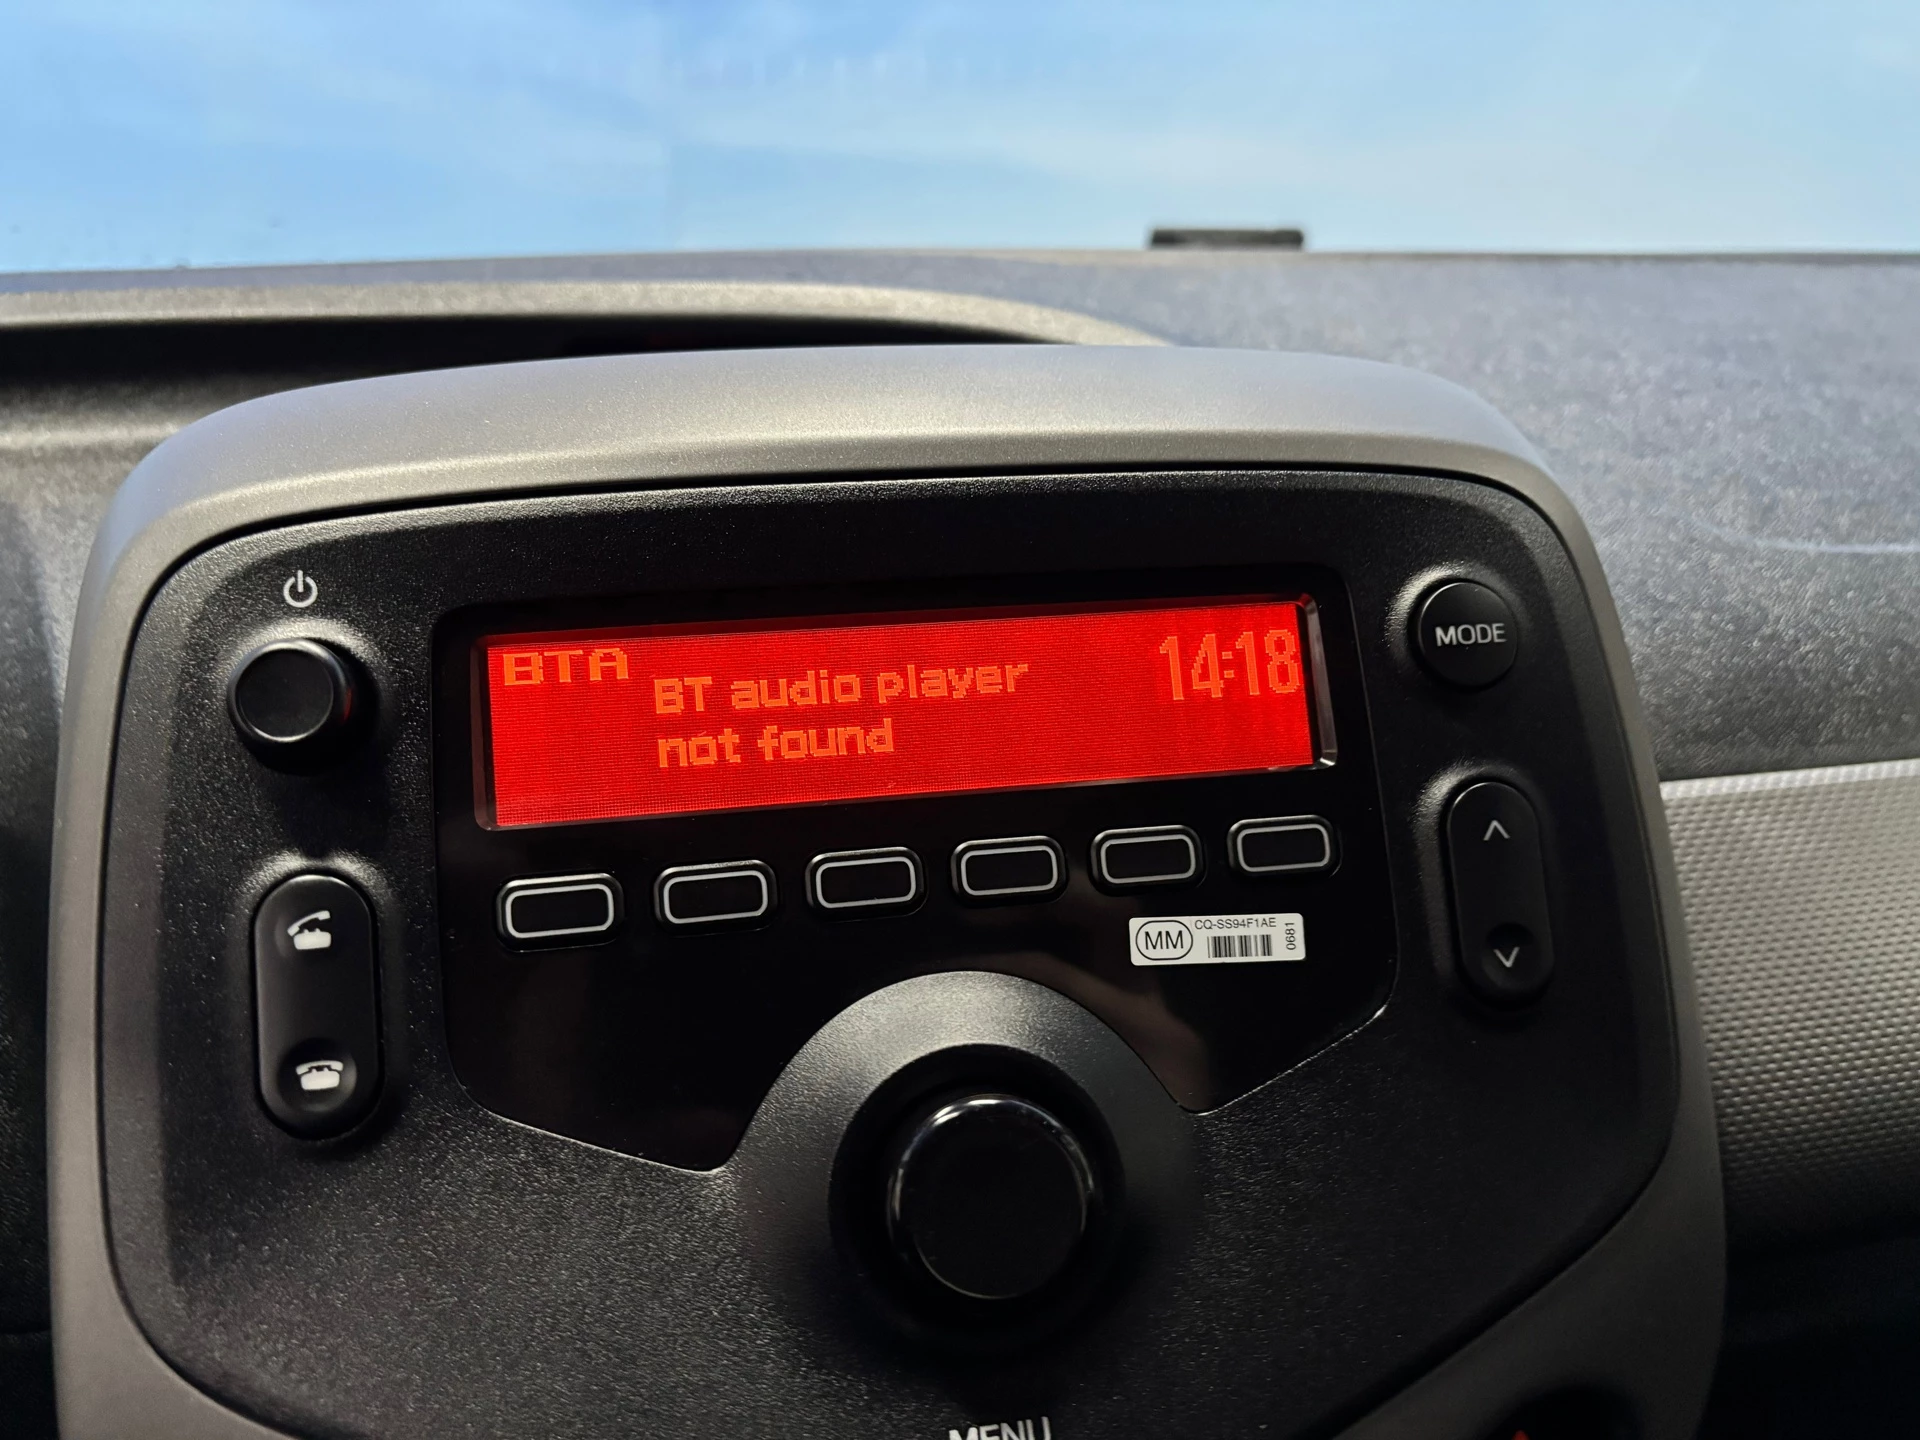 BTA
BT audio player
not found
14:18
MODE
MM
CQ-SS94F1AE
0681
MENU